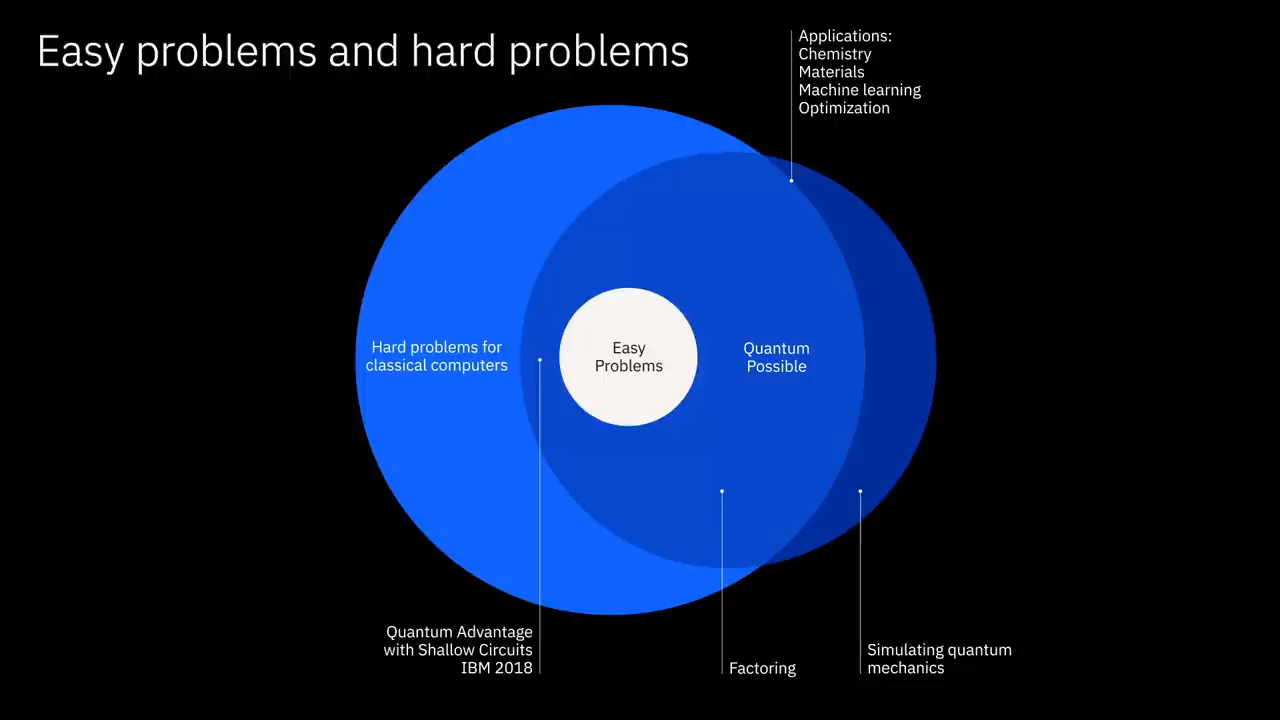 Easy problems and hard problems
Applications:
Chemistry
Materials
Machine learning
Optimization
Hard problems for
classical computers
Easy
Problems
Quantum
Possible
Quantum Advantage
with Shallow Circuits
IBM 2018
Factoring
Simulating quantum
mechanics